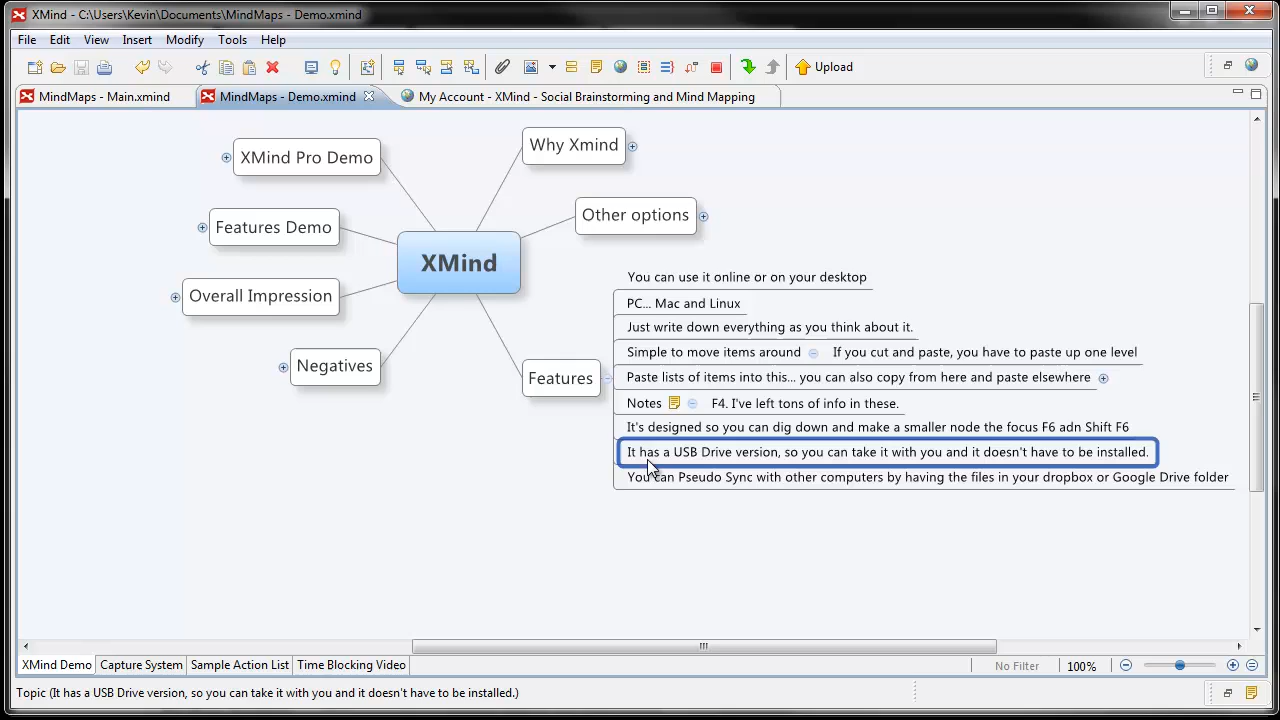 XMind - C:\Users\Kevin\Documents\MindMaps - Demo.xmind
File Edit View Insert Modify Tools Help
Upload
MindMaps - Main.xmind MindMaps - Demo.xmind My Account - XMind - Social Brainstorming and Mind Mapping
XMind Pro Demo
Features Demo
Overall Impression
Negatives
XMind
Why Xmind
Other options
Features
You can use it online or on your desktop
PC... Mac and Linux
Just write down everything as you think about it.
Simple to move items around If you cut and paste, you have to paste up one level
Paste lists of items into this... you can also copy from here and paste elsewhere
Notes F4. I've left tons of info in these.
It's designed so you can dig down and make a smaller node the focus F6 adn Shift F6
It has a USB Drive version, so you can take it with you and it doesn't have to be installed.
You can Pseudo Sync with other computers by having the files in your dropbox or Google Drive folder
XMind Demo Capture System Sample Action List Time Blocking Video No Filter 100%
Topic (It has a USB Drive version, so you can take it with you and it doesn't have to be installed.)